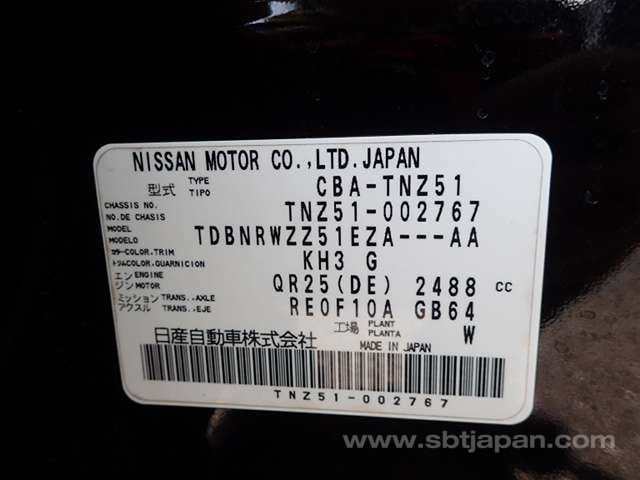 NISSAN MOTOR CO.,LTD.JAPAN
型式 TYPE TIPO CBA-TNZ51
CHASSIS NO. NO.DE CHASIS TNZ51-002767
MODEL MODELO TDBNRWZZ51EZA---AA
カラー COLOR,TRIM トリム COLOR,GUARNICION KH3 G
エンジン ENGINE MOTOR QR25(DE) 2488 cc
ミッション TRANS.,AXLE アクスル TRANS.,EJE RE0F10A GB64
工場 PLANT PLANTA W
日産自動車株式会社 MADE IN JAPAN
TNZ51-002767
www.sbtjapan.com